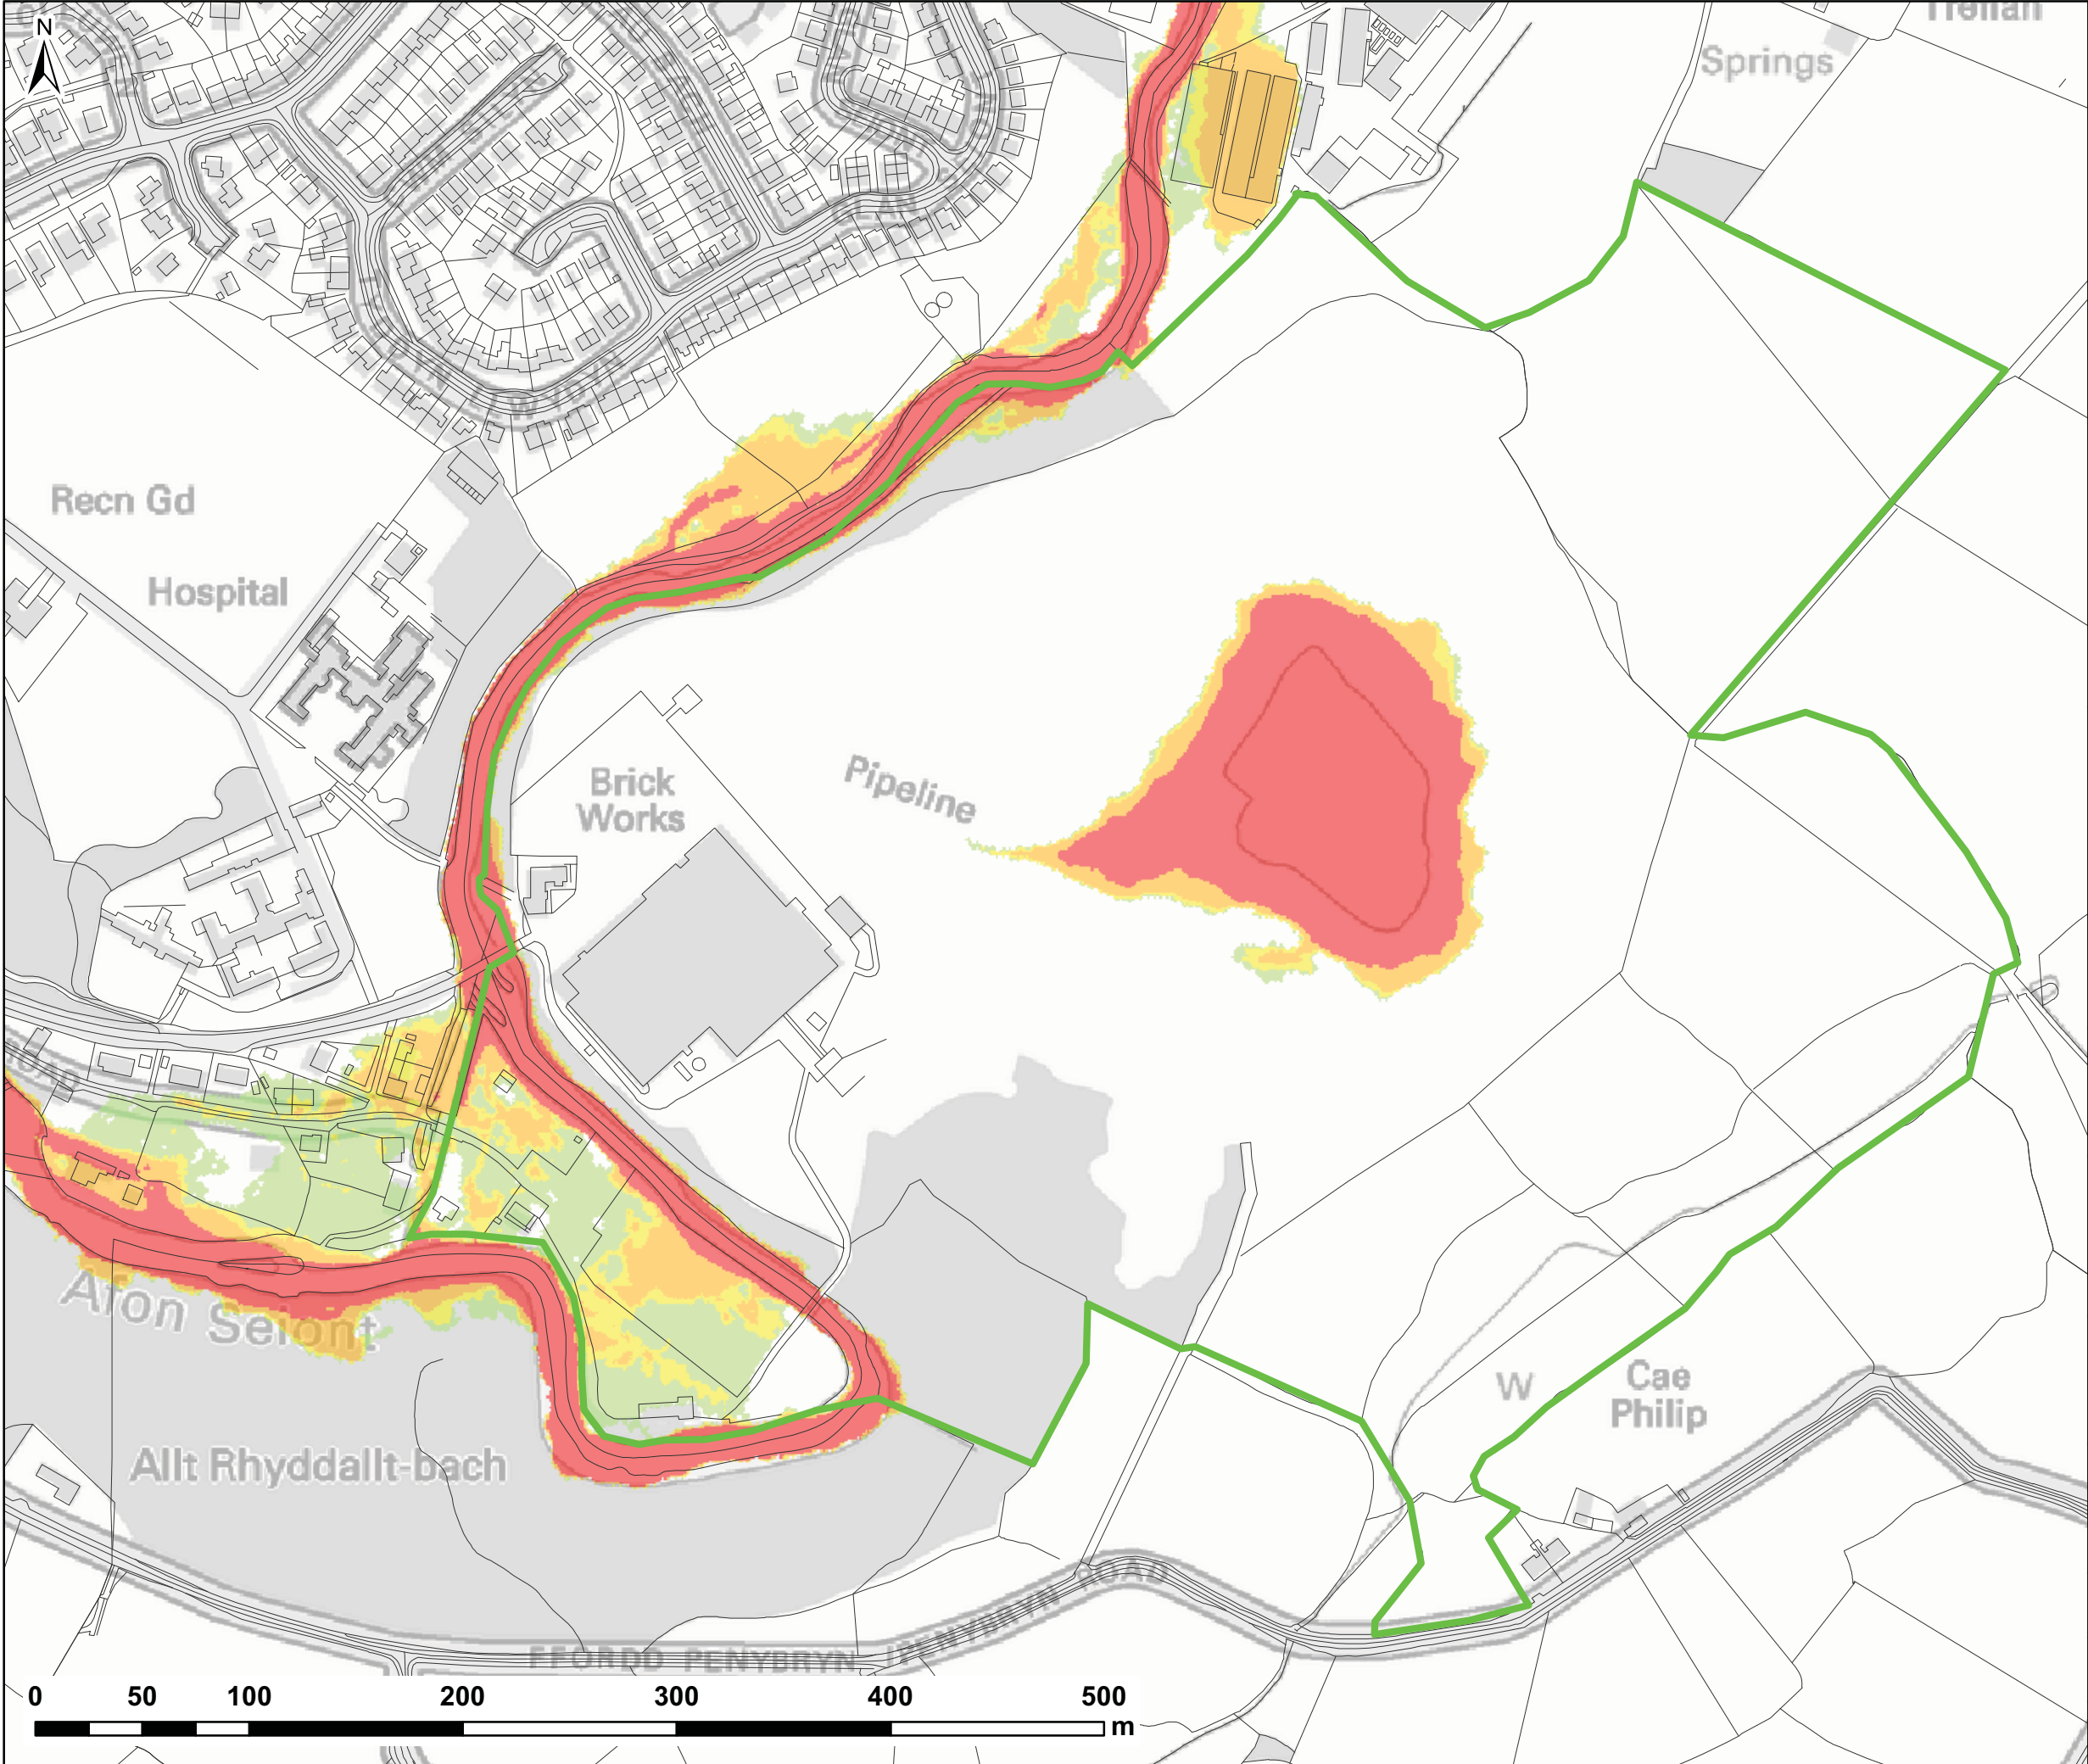 N
Springs
Recn Gd
Hospital
Brick
Works
Pipeline
Afon Seiont
W
Cae
Philip
Allt Rhyddallt-bach
FFORDD PENYBRYN
ROAD
0 50 100 200 300 400 500
m